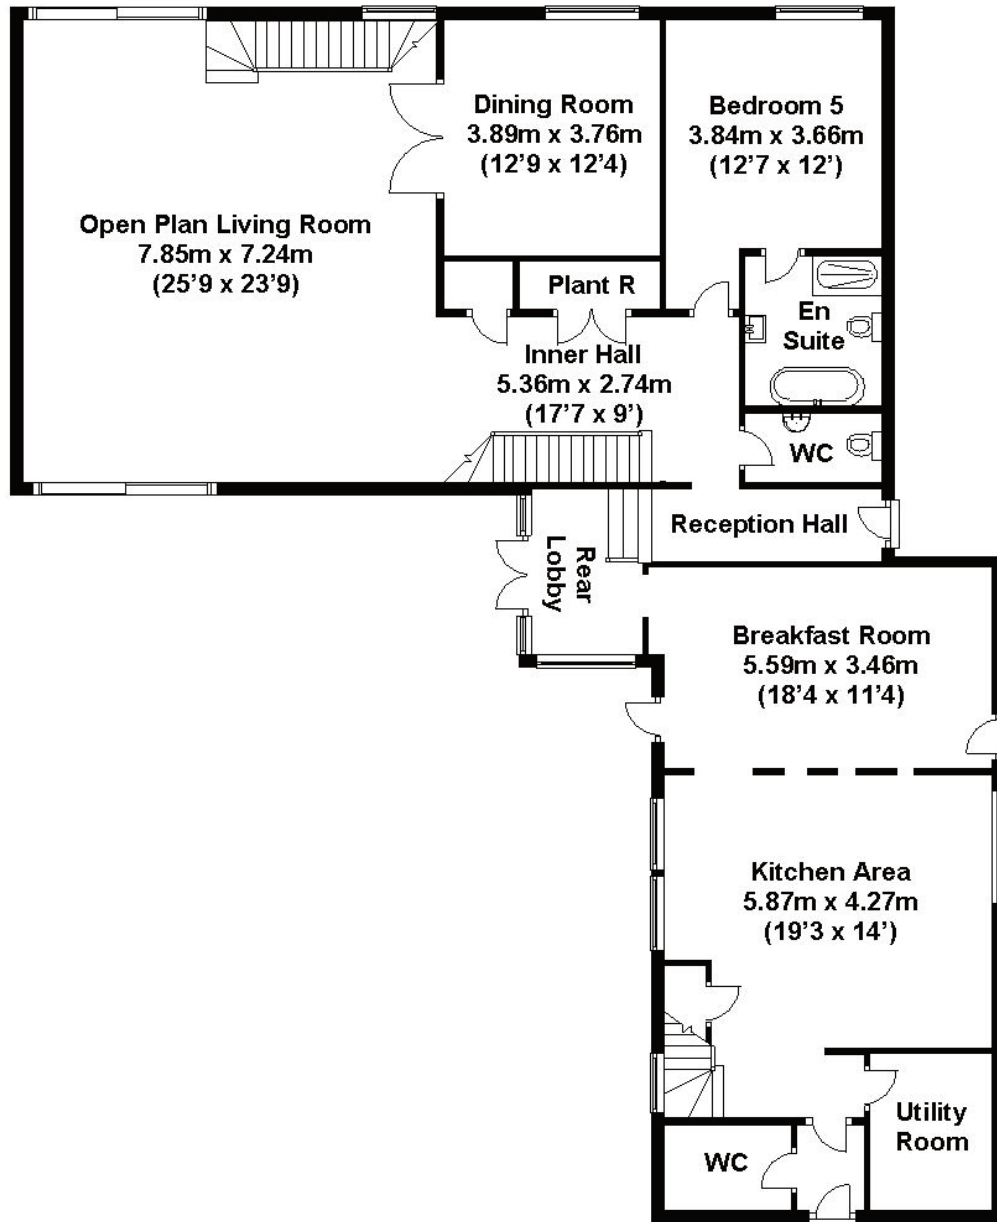 Dining Room
3.89m x 3.76m
(12’9 x 12’4)
Bedroom 5
3.84m x 3.66m
(12’7 x 12’)
Open Plan Living Room
7.85m x 7.24m
(25’9 x 23’9)
Plant R
En
Suite
Inner Hall
5.36m x 2.74m
(17’7 x 9’)
WC
Reception Hall
Rear
Lobby
Breakfast Room
5.59m x 3.46m
(18’4 x 11’4)
Kitchen Area
5.87m x 4.27m
(19’3 x 14’)
Utility
Room
WC